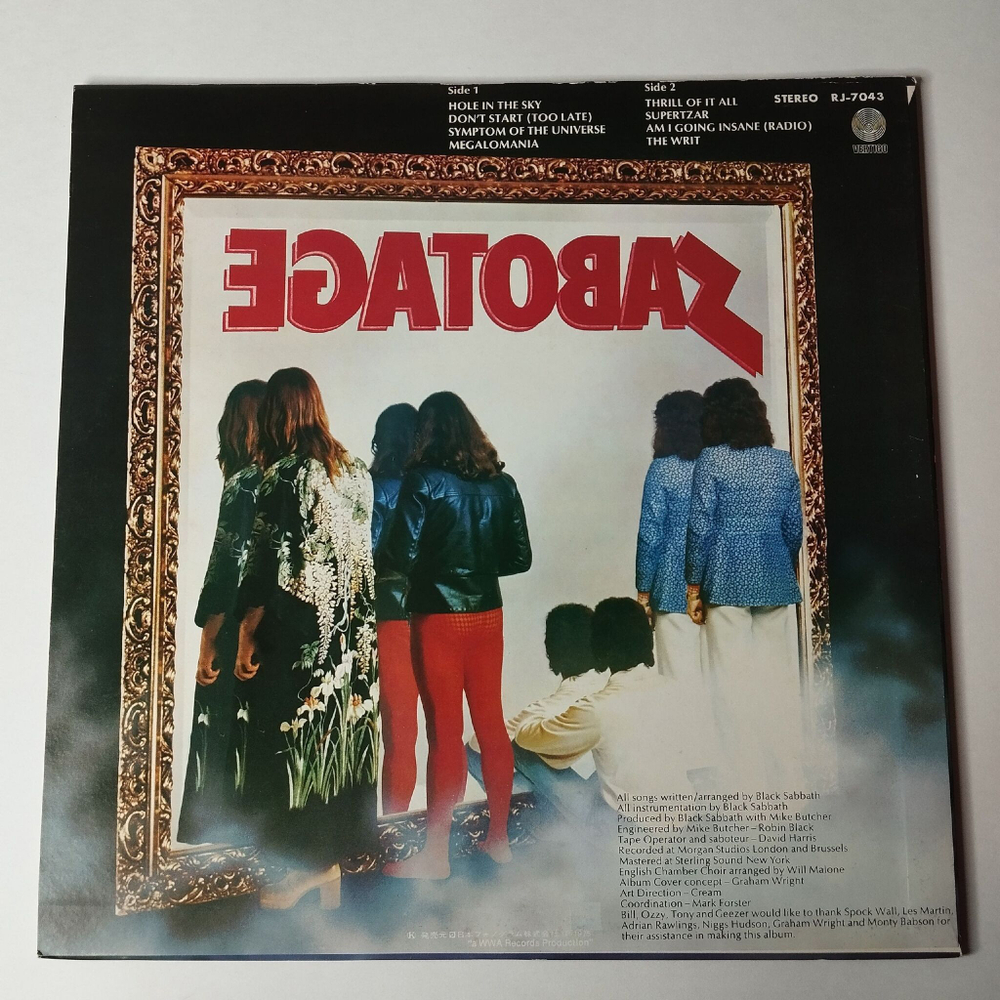 Side 1
HOLE IN THE SKY
DON'T START (TOO LATE)
SYMPTOM OF THE UNIVERSE
MEGALOMANIA
Side 2
THRILL OF IT ALL
SUPERTZAR
AM I GOING INSANE (RADIO)
THE WRIT
STEREO RJ-7043
VERTIGO
SABOTAGE
All songs written/arranged by Black Sabbath
All instrumentation by Black Sabbath
Produced by Black Sabbath with Mike Butcher
Engineered by Mike Butcher – Robin Black
Tape Operator and saboteur – David Harris
Recorded at Morgan Studios London and Brussels
Mastered at Sterling Sound New York
English Chamber Choir arranged by Will Malone
Album Cover concept – Graham Wright
Art Direction – Cream
Coordination – Mark Forster
Bill, Ozzy, Tony and Geezer would like to thank Spock Wall, Les Martin,
Adrian Rawlings, Niggs Hudson, Graham Wright and Monty Babson for
their assistance in making this album.
"a WWA Records Production"